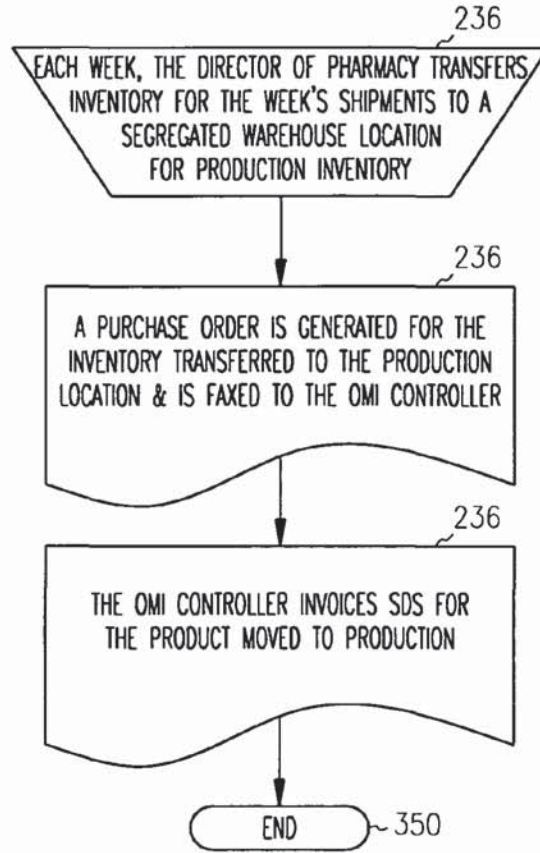 236
EACH WEEK, THE DIRECTOR OF PHARMACY TRANSFERS
INVENTORY FOR THE WEEK'S SHIPMENTS TO A
SEGREGATED WAREHOUSE LOCATION
FOR PRODUCTION INVENTORY
236
A PURCHASE ORDER IS GENERATED FOR THE
INVENTORY TRANSFERRED TO THE PRODUCTION
LOCATION & IS FAXED TO THE OMI CONTROLLER
236
THE OMI CONTROLLER INVOICES SDS FOR
THE PRODUCT MOVED TO PRODUCTION
END
350